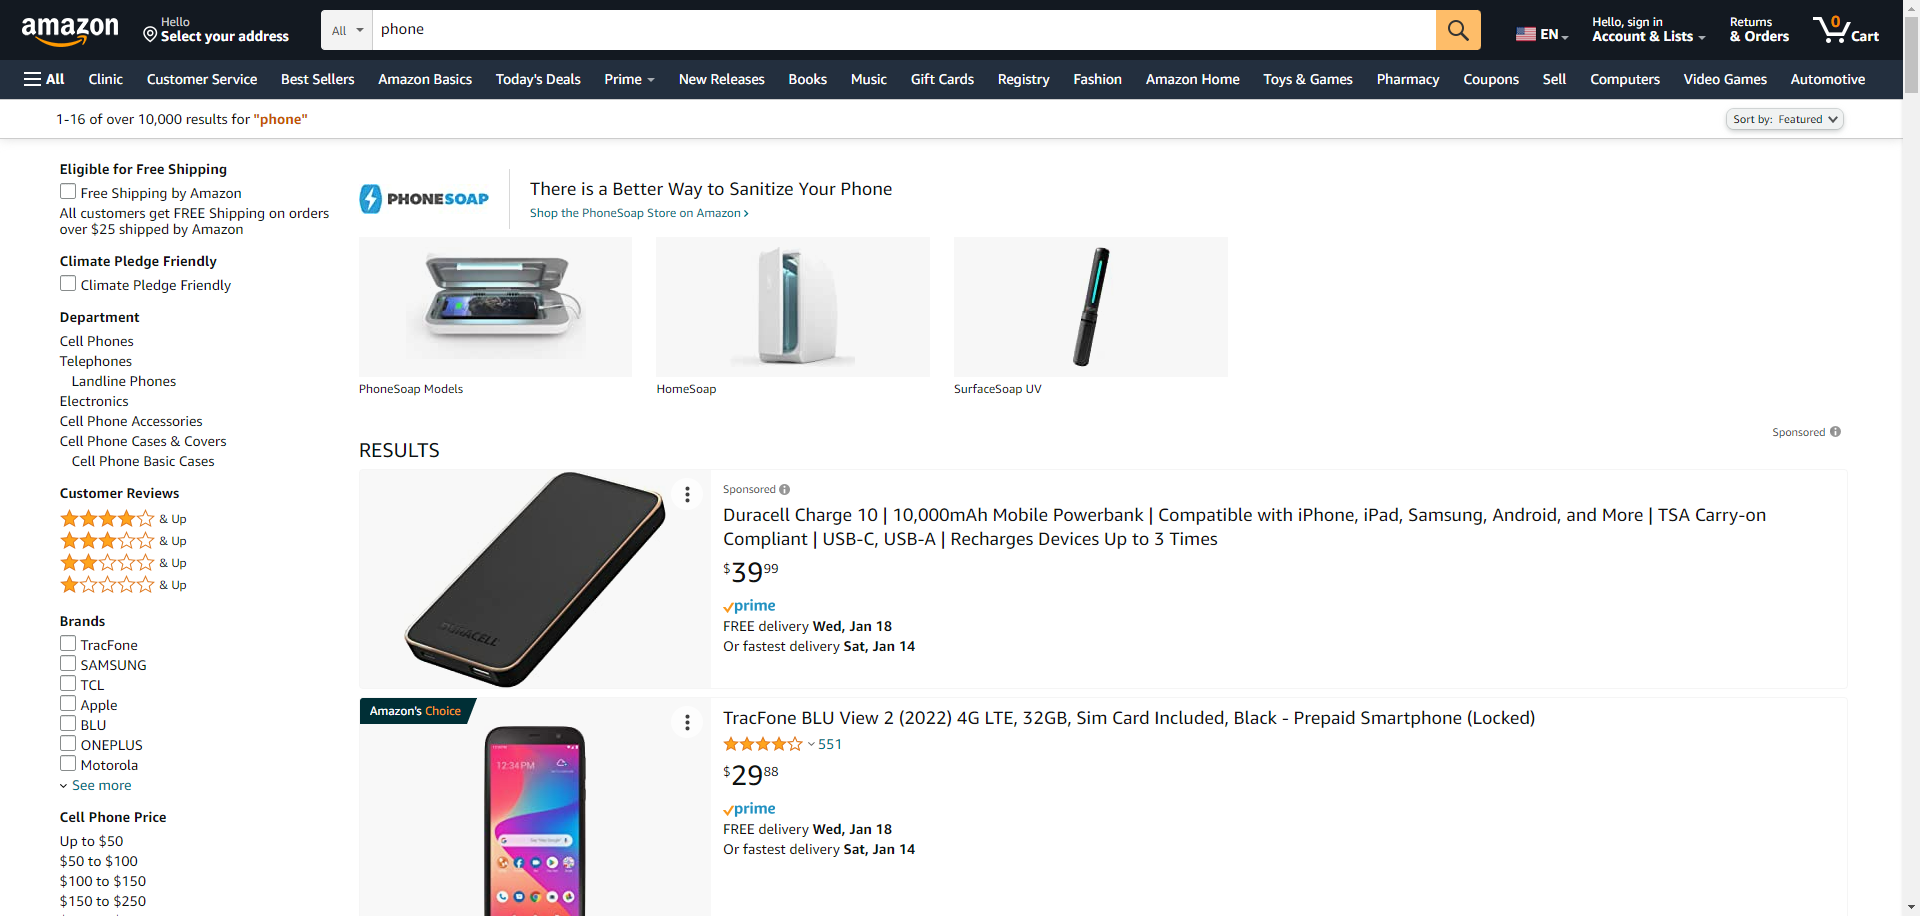 amazon
Hello
Select your address
All
phone
EN
Hello, sign in
Account & Lists
Returns
& Orders
0
Cart
All
Clinic
Customer Service
Best Sellers
Amazon Basics
Today's Deals
Prime
New Releases
Books
Music
Gift Cards
Registry
Fashion
Amazon Home
Toys & Games
Pharmacy
Coupons
Sell
Computers
Video Games
Automotive
1-16 of over 10,000 results for "phone"
Sort by: Featured
Eligible for Free Shipping
Free Shipping by Amazon
All customers get FREE Shipping on orders
over $25 shipped by Amazon
Climate Pledge Friendly
Climate Pledge Friendly
Department
Cell Phones
Telephones
Landline Phones
Electronics
Cell Phone Accessories
Cell Phone Cases & Covers
Cell Phone Basic Cases
Customer Reviews
& Up
& Up
& Up
& Up
Brands
TracFone
SAMSUNG
TCL
Apple
BLU
ONEPLUS
Motorola
See more
Cell Phone Price
Up to $50
$50 to $100
$100 to $150
$150 to $250
PHONESOAP
There is a Better Way to Sanitize Your Phone
Shop the PhoneSoap Store on Amazon
PhoneSoap Models
HomeSoap
SurfaceSoap UV
Sponsored
RESULTS
DURACELL
Sponsored
Duracell Charge 10 | 10,000mAh Mobile Powerbank | Compatible with iPhone, iPad, Samsung, Android, and More | TSA Carry-on
Compliant | USB-C, USB-A | Recharges Devices Up to 3 Times
$39.99
prime
FREE delivery Wed, Jan 18
Or fastest delivery Sat, Jan 14
Amazon's Choice
12:34 PM
TracFone BLU View 2 (2022) 4G LTE, 32GB, Sim Card Included, Black - Prepaid Smartphone (Locked)
551
$29.88
prime
FREE delivery Wed, Jan 18
Or fastest delivery Sat, Jan 14